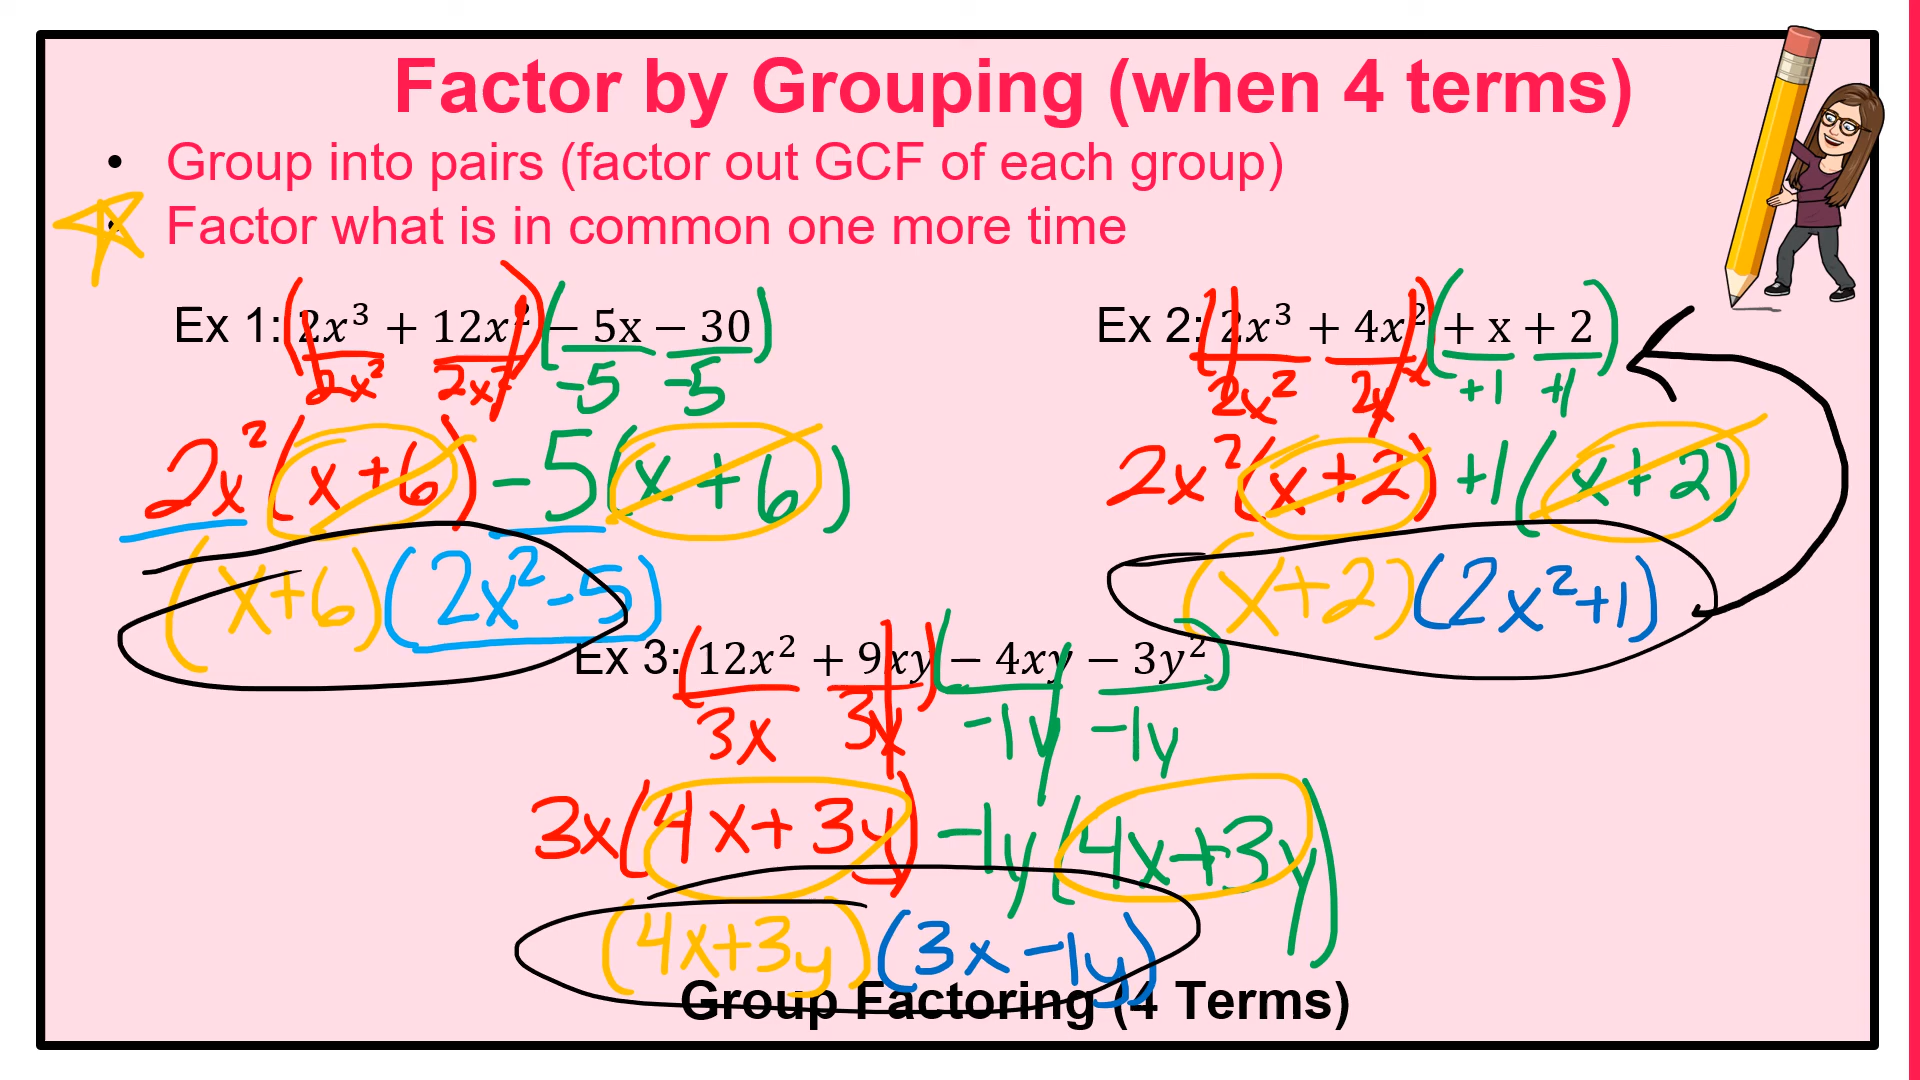 Factor by Grouping (when 4 terms)
• Group into pairs (factor out GCF of each group)
• Factor what is in common one more time
Ex 1: (2x³ + 12x²) (− 5x − 30)
2x² 2x² −5 −5
2x² (x+6) −5 (x+6)
(x+6) (2x²−5)
Ex 2: (2x³ + 4x²) (+ x + 2)
2x² 2x² +1 +1
2x² (x+2) +1 (x+2)
(x+2) (2x²+1)
Ex 3: (12x² + 9xy) (− 4xy − 3y²)
3x 3x −1y −1y
3x (4x+3y) −1y (4x+3y)
(4x+3y) (3x −1y)
Group Factoring (4 Terms)